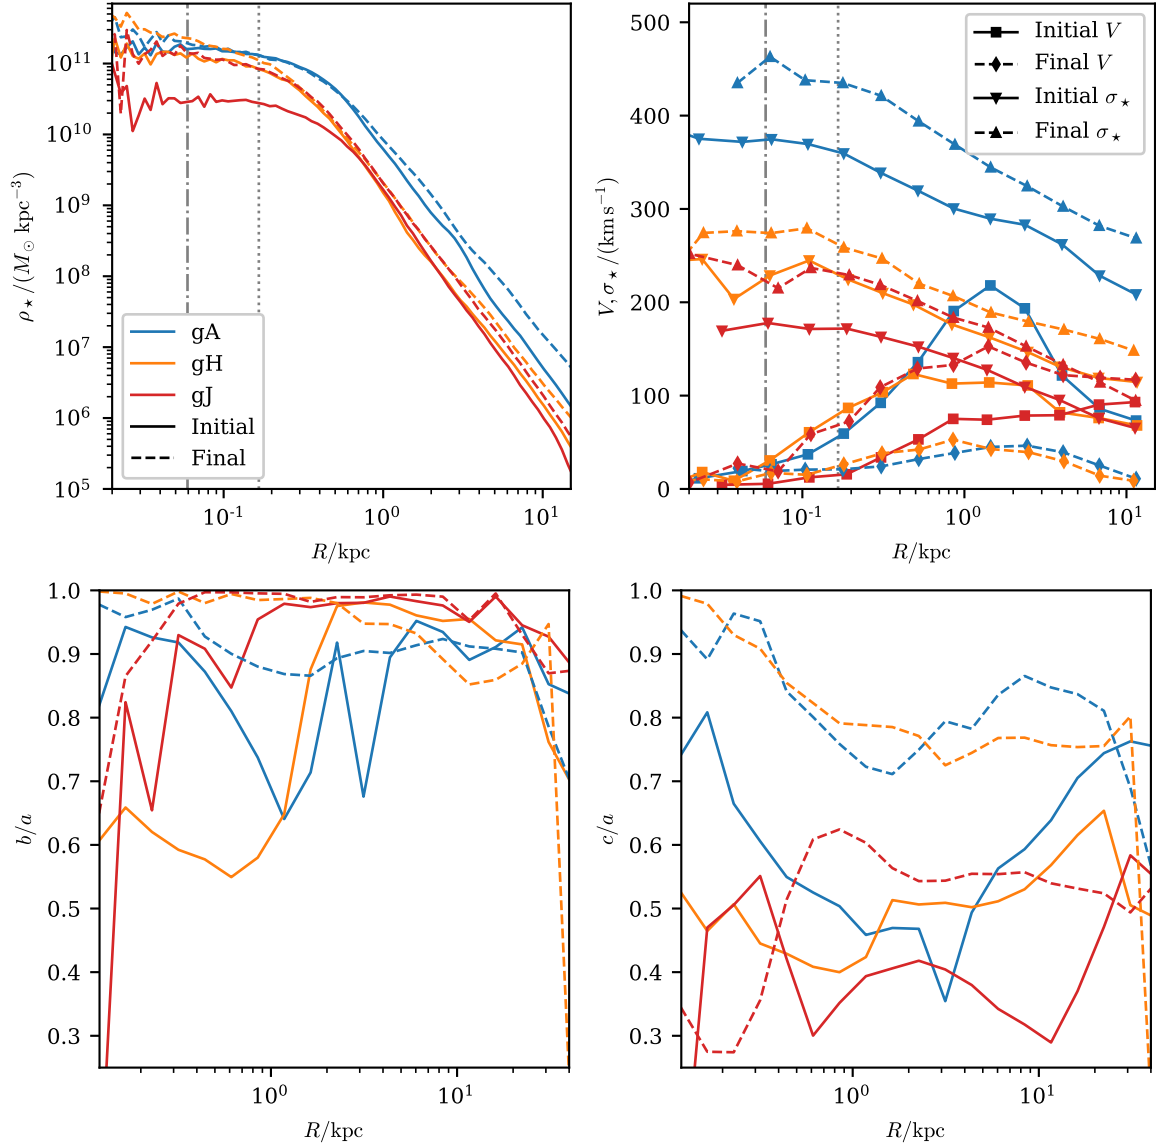 10¹¹
10¹⁰
10⁹
10⁸
10⁷
10⁶
10⁵
ρ⋆/(M⊙ kpc⁻³)
gA
gH
gJ
Initial
Final
10⁻¹
10⁰
10¹
R/kpc
500
400
300
200
100
0
V, σ⋆/(km s⁻¹)
Initial V
Final V
Initial σ⋆
Final σ⋆
10⁻¹
10⁰
10¹
R/kpc
1.0
0.9
0.8
0.7
0.6
0.5
0.4
0.3
b/a
10⁰
10¹
R/kpc
1.0
0.9
0.8
0.7
0.6
0.5
0.4
0.3
c/a
10⁰
10¹
R/kpc